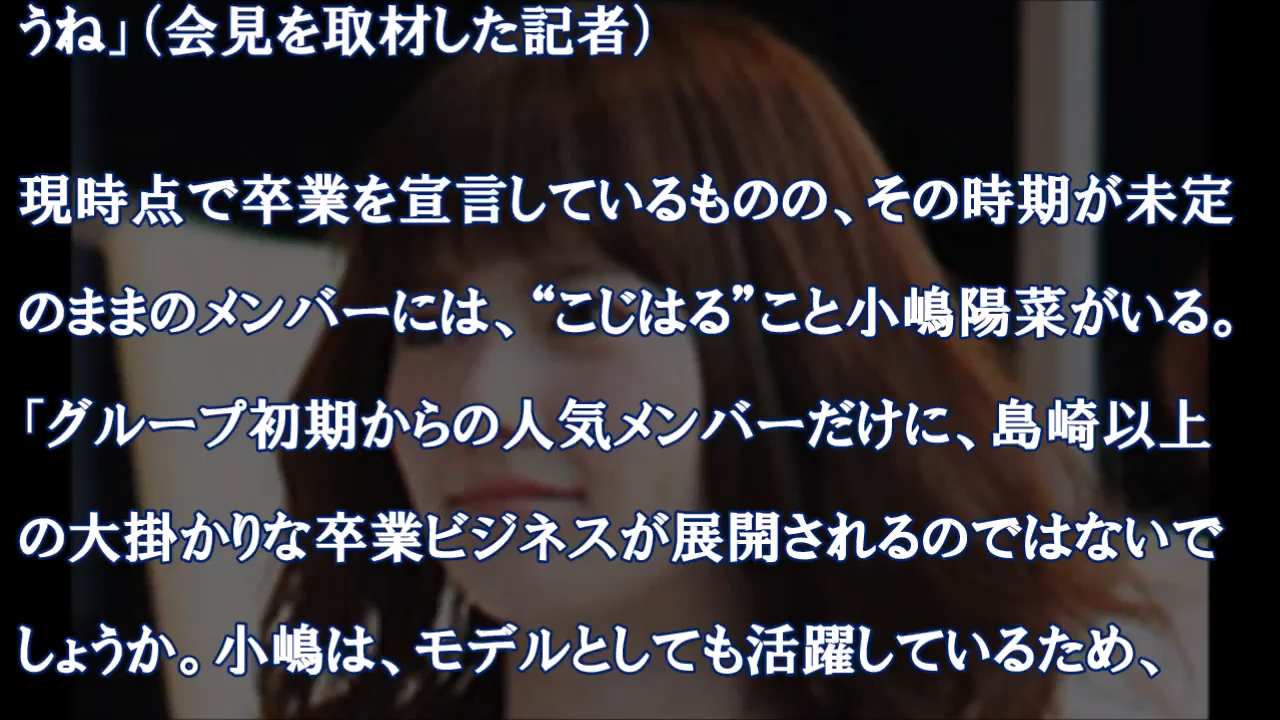 うね」（会見を取材した記者）
現時点で卒業を宣言しているものの、その時期が未定
のままのメンバーには、“こじはる”こと小嶋陽菜がいる。
「グループ初期からの人気メンバーだけに、島崎以上
の大掛かりな卒業ビジネスが展開されるのではないで
しょうか。小嶋は、モデルとしても活躍しているため、